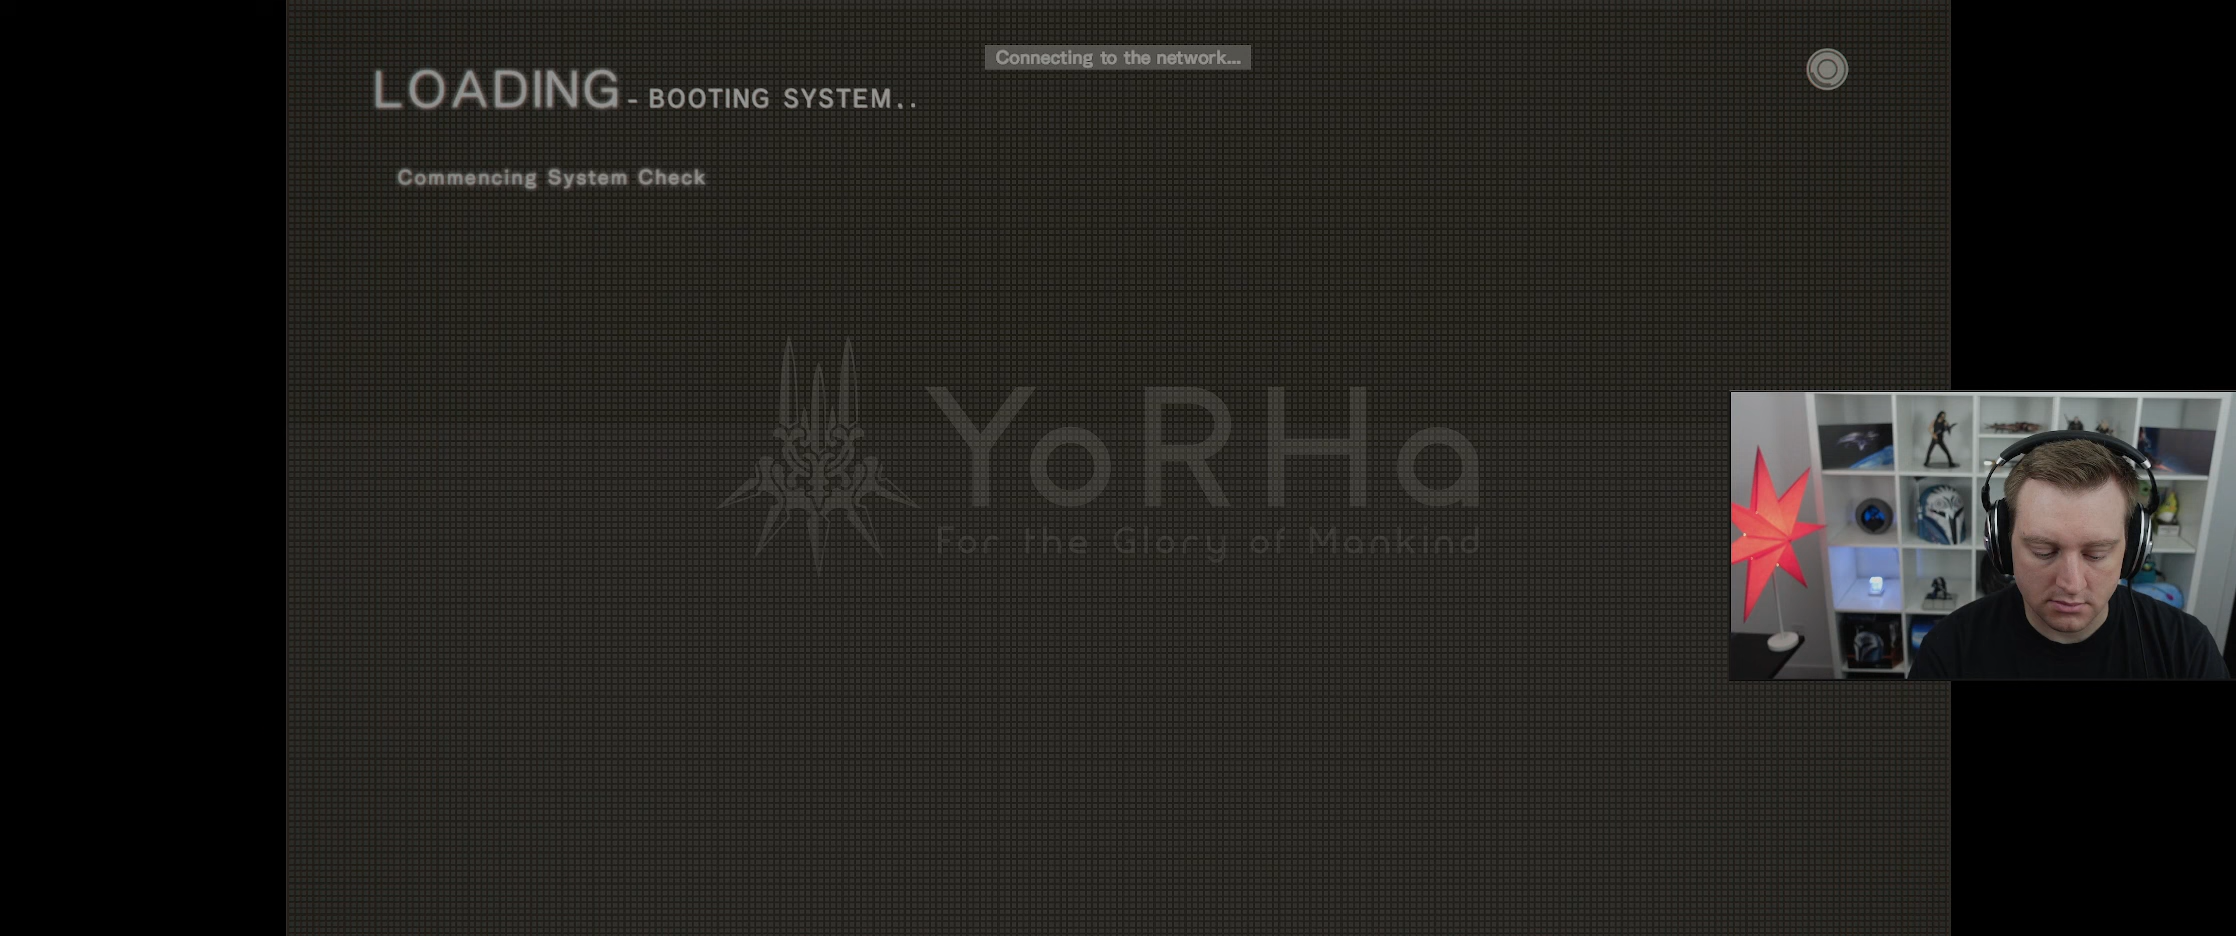 Connecting to the network...
LOADING - BOOTING SYSTEM..
Commencing System Check
YoRHa
For the Glory of Mankind